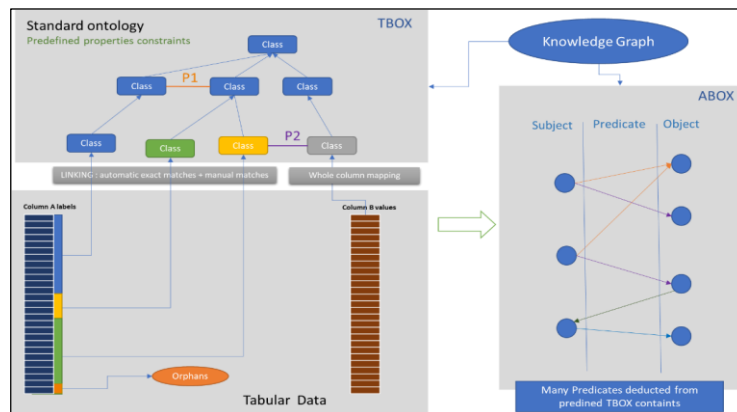 Standard ontology
TBOX
Predefined properties constraints
Class
P1
Class
Class
Class
P2
Class
Class
Class
Class
LINKING : automatic exact matches + manual matches
Whole column mapping
Column A labels
Column B values
Orphans
Tabular Data
Knowledge Graph
ABOX
Subject
Predicate
Object
Many Predicates deducted from
predined TBOX containts